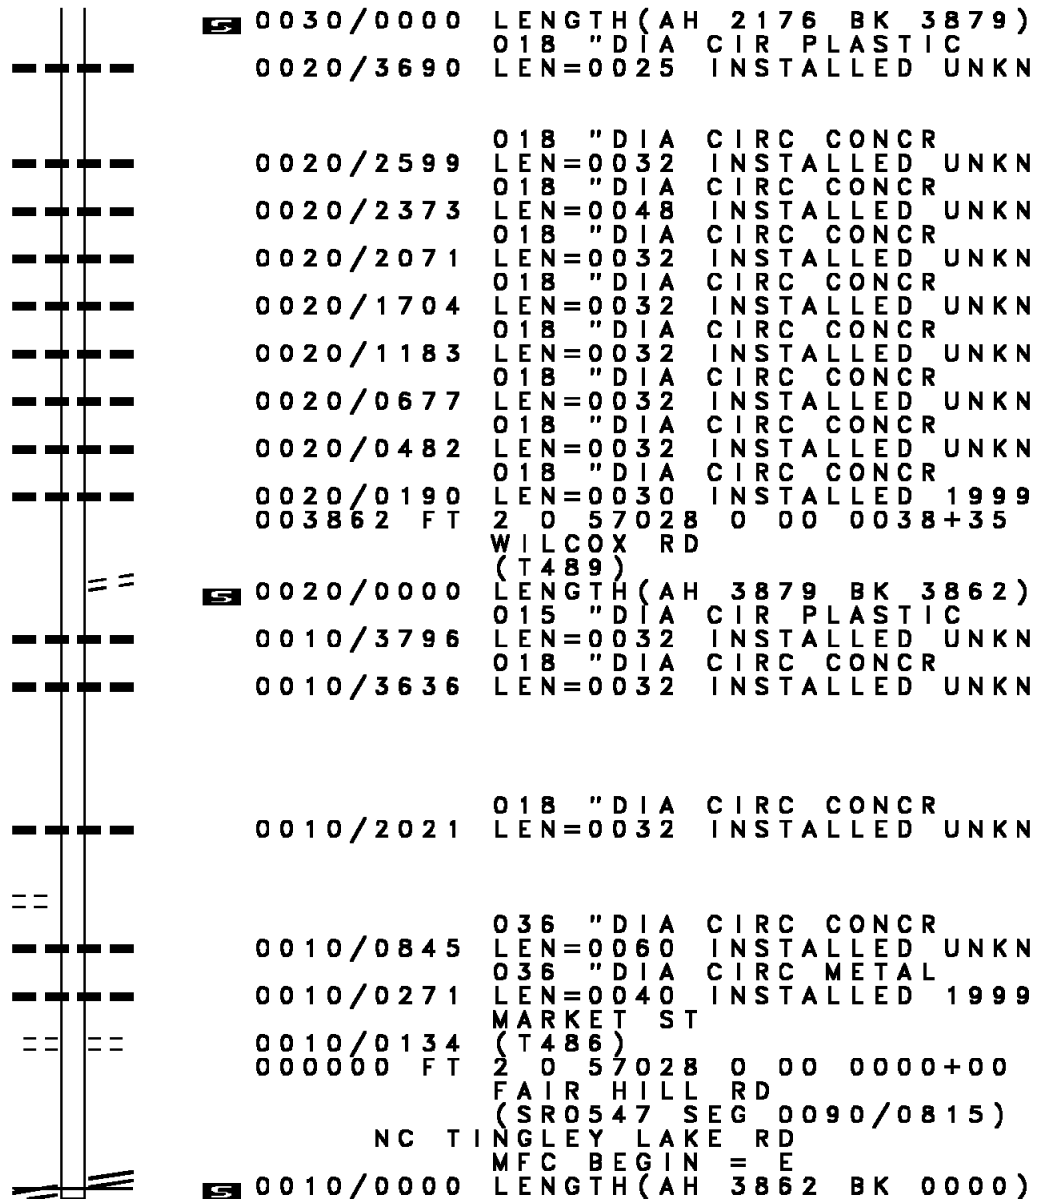 S 0030/0000 LENGTH(AH 2176 BK 3879)
018 "DIA CIR PLASTIC
0020/3690 LEN=0025 INSTALLED UNKN
018 "DIA CIRC CONCR
0020/2599 LEN=0032 INSTALLED UNKN
018 "DIA CIRC CONCR
0020/2373 LEN=0048 INSTALLED UNKN
018 "DIA CIRC CONCR
0020/2071 LEN=0032 INSTALLED UNKN
018 "DIA CIRC CONCR
0020/1704 LEN=0032 INSTALLED UNKN
018 "DIA CIRC CONCR
0020/1183 LEN=0032 INSTALLED UNKN
018 "DIA CIRC CONCR
0020/0677 LEN=0032 INSTALLED UNKN
018 "DIA CIRC CONCR
0020/0482 LEN=0032 INSTALLED UNKN
018 "DIA CIRC CONCR
0020/0190 LEN=0030 INSTALLED 1999
003862 FT 2 0 57028 0 00 0038+35
WILCOX RD
(T489)
S 0020/0000 LENGTH(AH 3879 BK 3862)
015 "DIA CIR PLASTIC
0010/3796 LEN=0032 INSTALLED UNKN
018 "DIA CIRC CONCR
0010/3636 LEN=0032 INSTALLED UNKN
018 "DIA CIRC CONCR
0010/2021 LEN=0032 INSTALLED UNKN
036 "DIA CIRC CONCR
0010/0845 LEN=0060 INSTALLED UNKN
036 "DIA CIRC METAL
0010/0271 LEN=0040 INSTALLED 1999
MARKET ST
0010/0134 (T486)
000000 FT 2 0 57028 0 00 0000+00
FAIR HILL RD
(SR0547 SEG 0090/0815)
NC TINGLEY LAKE RD
MFC BEGIN = E
S 0010/0000 LENGTH(AH 3862 BK 0000)